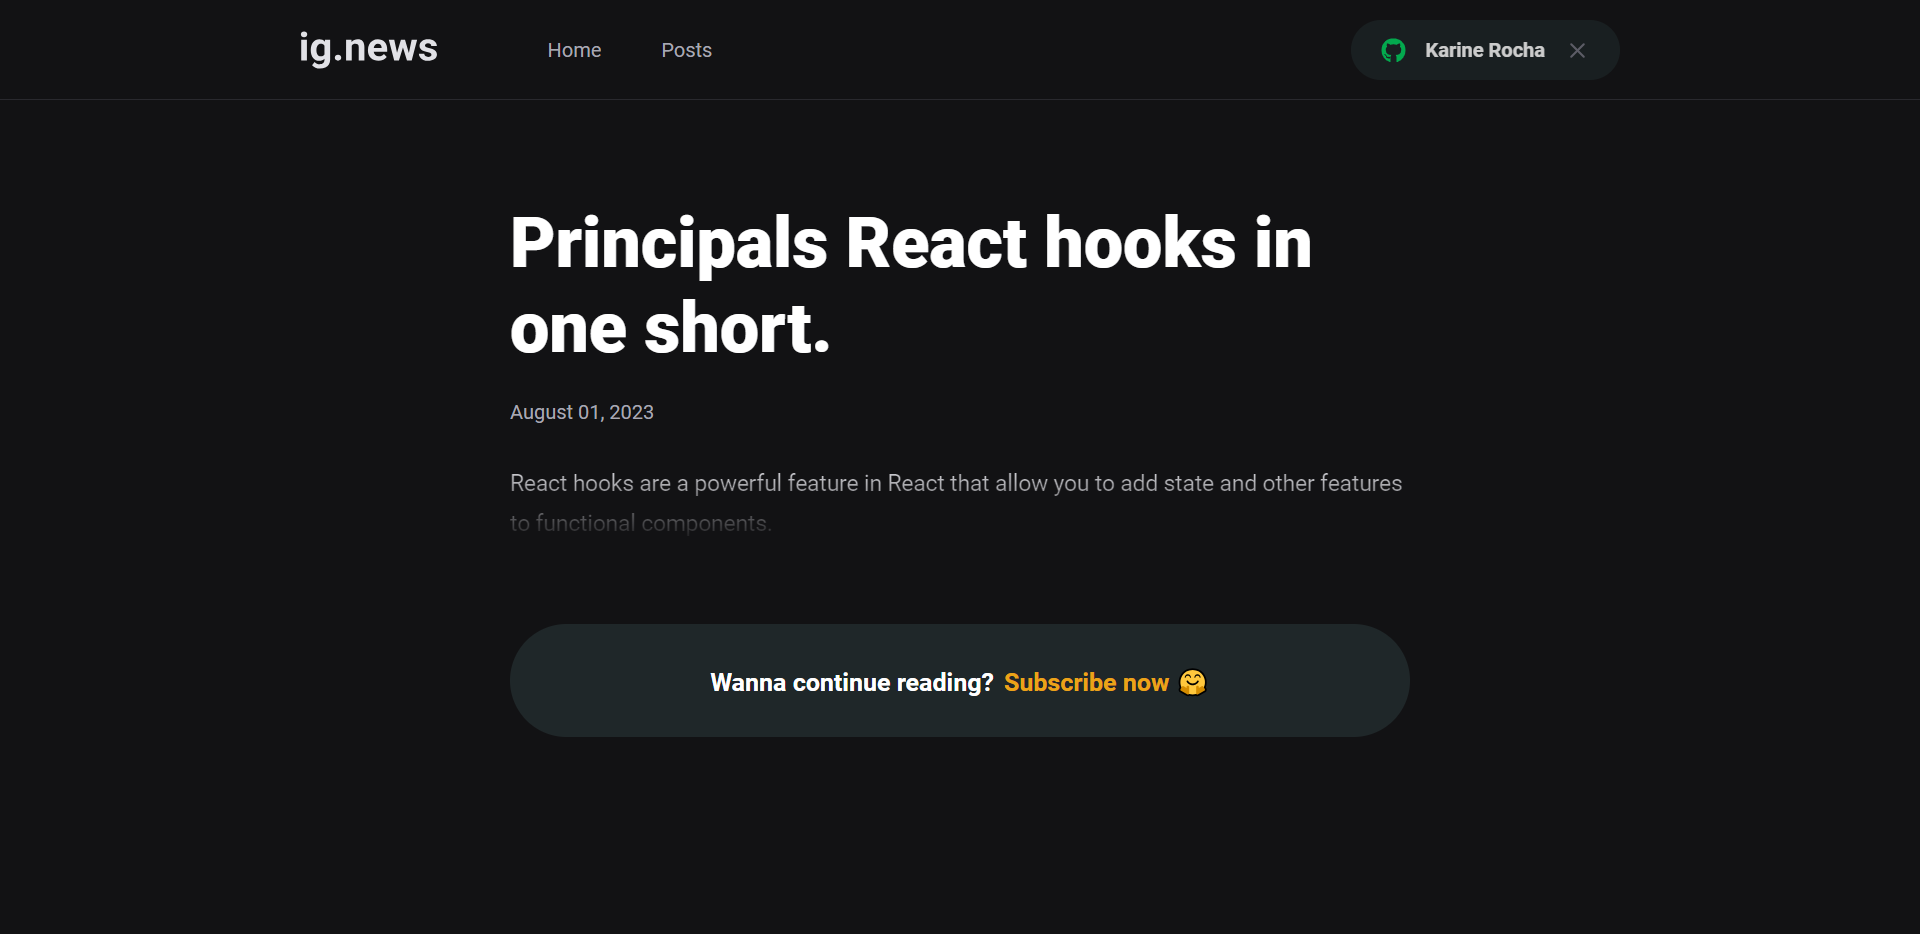 ig.news
Home
Posts
Karine Rocha
Principals React hooks in
one short.
August 01, 2023
React hooks are a powerful feature in React that allow you to add state and other features
to functional components.
Wanna continue reading? Subscribe now 🤗